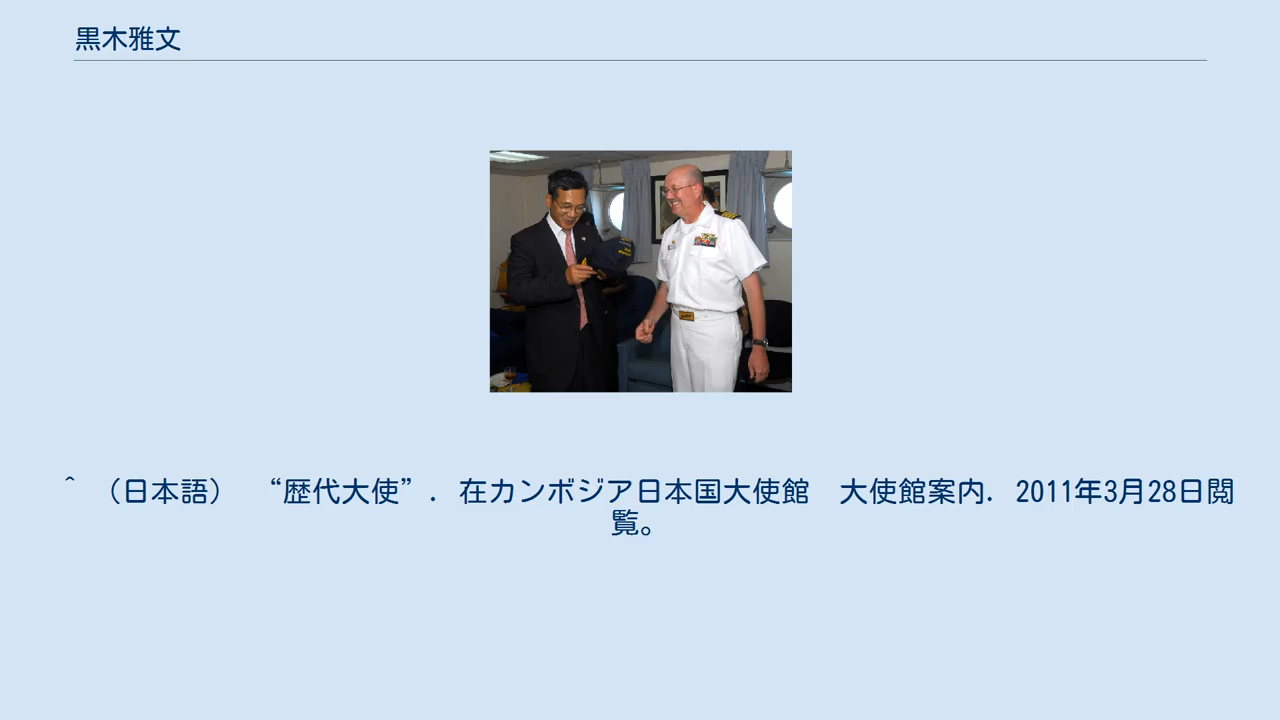 黒木雅文
^ （日本語） “歴代大使”. 在カンボジア日本国大使館　大使館案内. 2011年3月28日閲
覧。